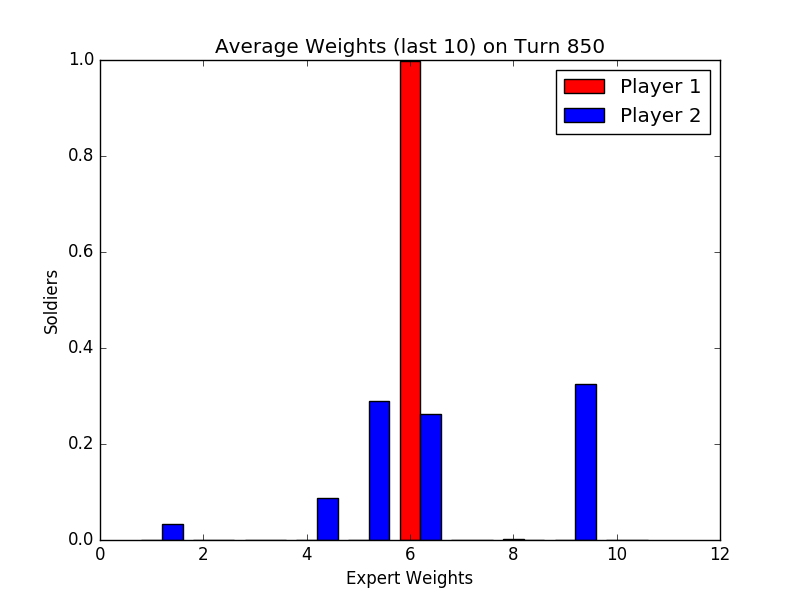 Average Weights (last 10) on Turn 850
Player 1
Player 2
1.0
0.8
0.6
0.4
0.2
0.0
Soldiers
0 2 4 6 8 10 12
Expert Weights